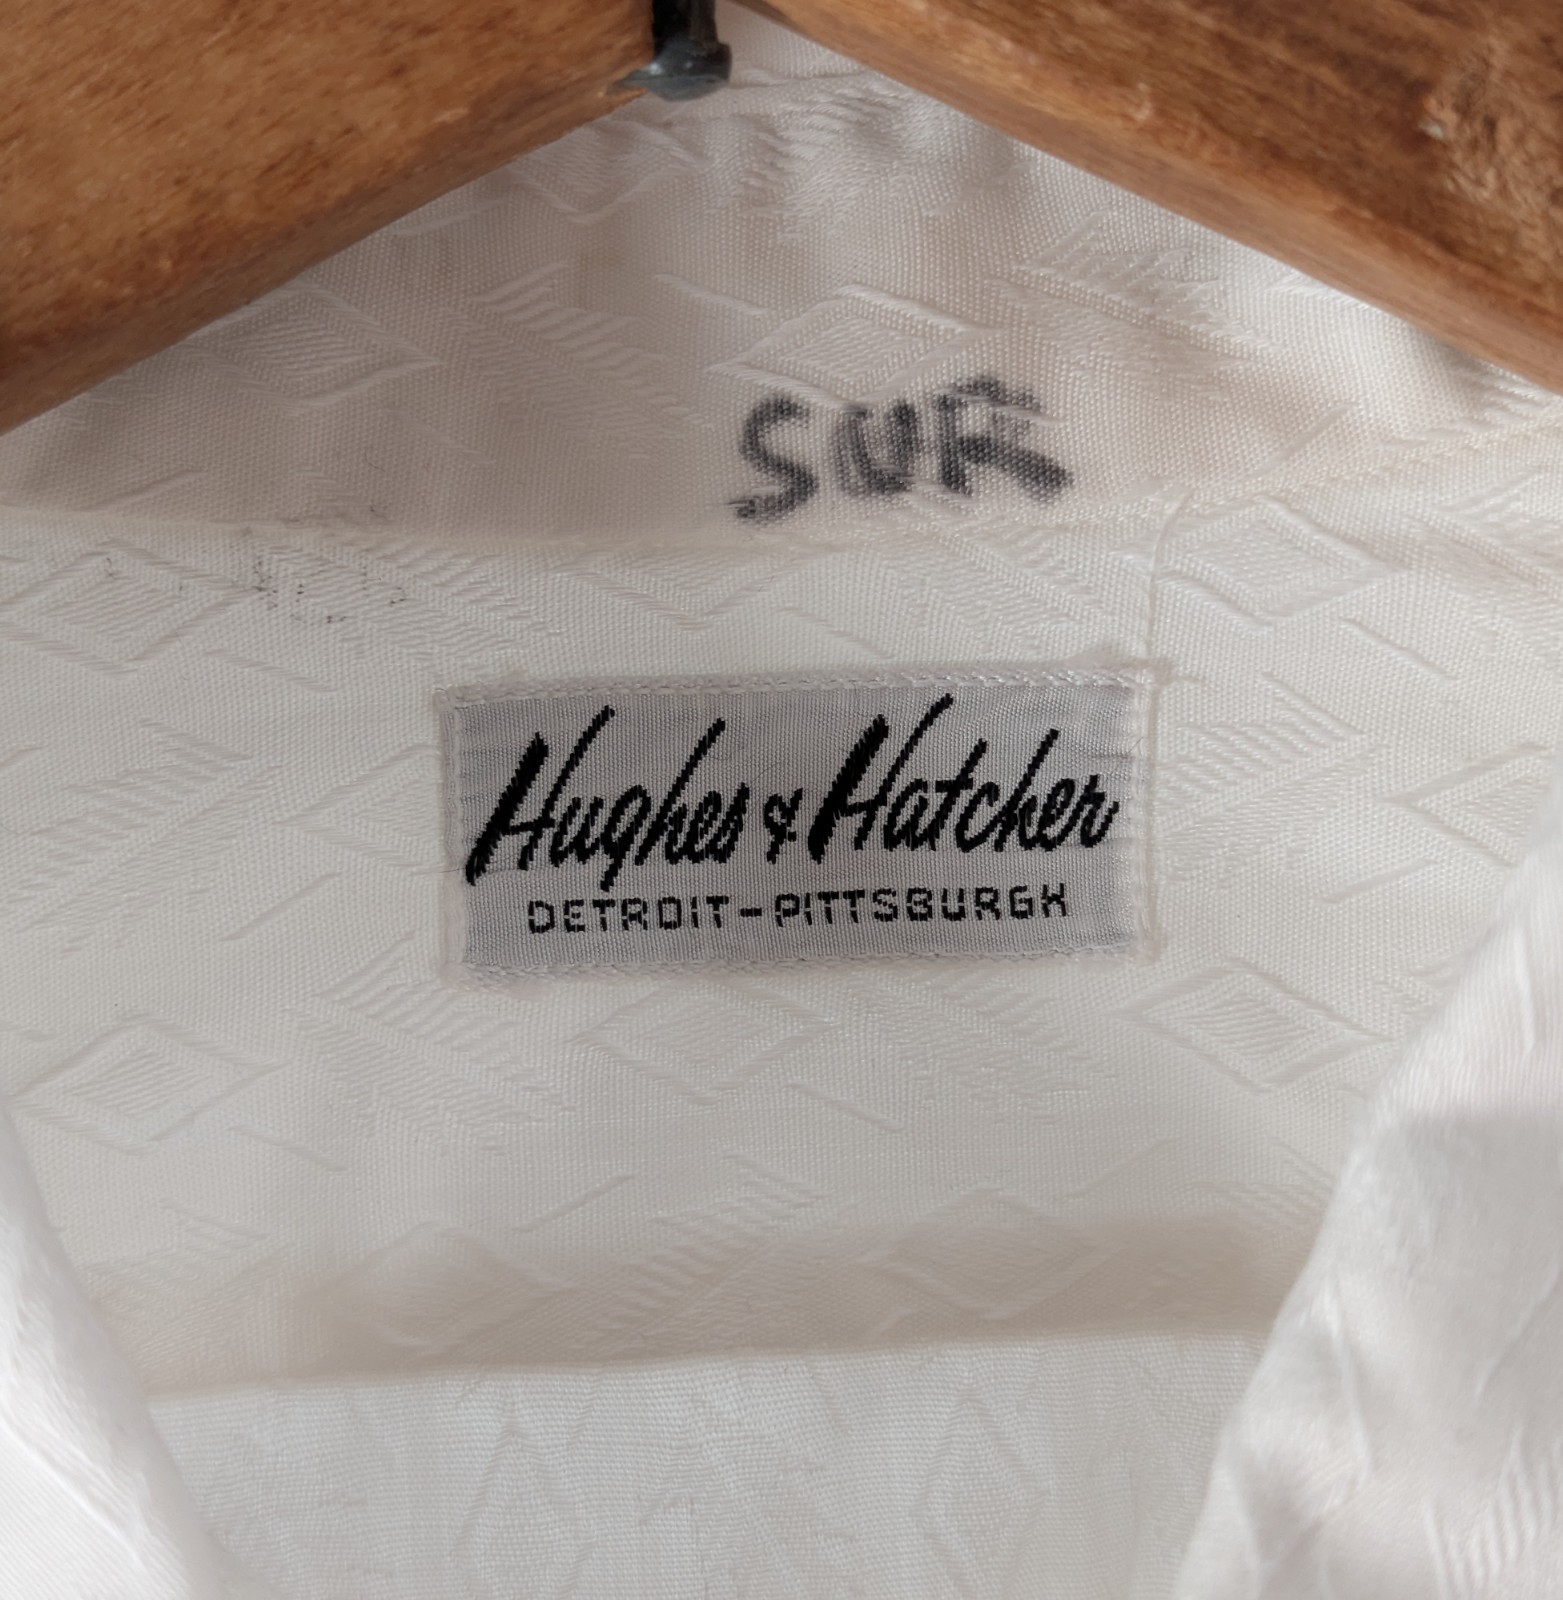 SUR
Hughes & Hatcher
DETROIT-PITTSBURGH